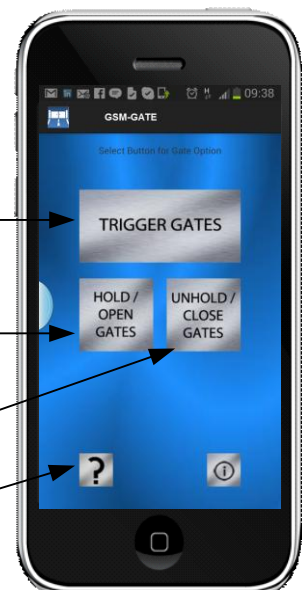 09:38
GSM-GATE
Select Button for Gate Option
TRIGGER GATES
HOLD /
OPEN
GATES
UNHOLD /
CLOSE
GATES
?
i